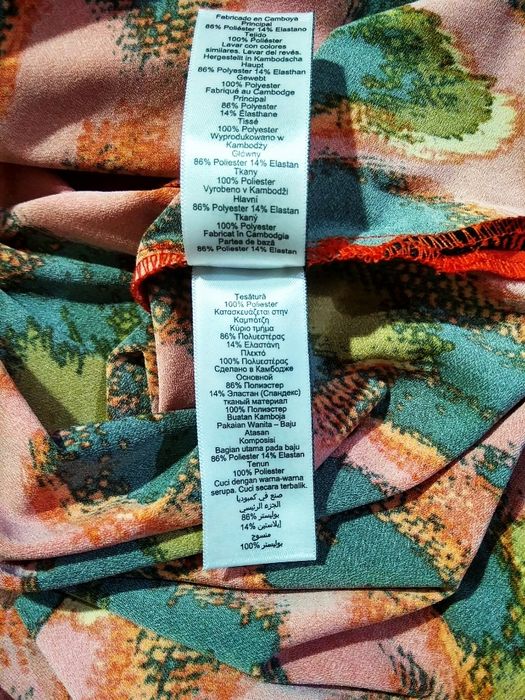 Fabricado en Camboya
Principal
86% Poliéster 14% Elastano
Tejido
100% Poliéster
Lavar con colores
similares. Lavar del revés.
Hergestellt in Kambodscha
Haupt
86% Polyester 14% Elasthan
Gewebt
100% Polyester
Fabriqué au Cambodge
Principal
86% Polyester
14% Elasthane
Tissé
100% Polyester
Wyprodukowano w
Kambodży
Główny
86% Poliester 14% Elastan
Tkany
100% Poliester
Vyrobeno v Kambodži
Hlavní
86% Polyester 14% Elastan
Tkaný
100% Polyester
Fabricat în Cambodgia
Partea de bază
86% Poliester 14% Elastan
Tesătură
100% Poliester
Κατασκευάζεται στην
Καμπότζη
Κύριο τμήμα
86% Πολυεστέρας
14% Ελαστάνη
Πλεκτό
100% Πολυεστέρας
Сделано в Камбодже
Основной
86% Полиэстер
14% Эластан (Спандекс)
тканый материал
100% Полиэстер
Buatan Kamboja
Pakaian Wanita – Baju
Atasan
Komposisi
Bagian utama pada baju
86% Poliester 14% Elastan
Tenun
100% Poliester
Cuci dengan warna-warna
serupa. Cuci secara terbalik.
صنع في كمبوديا
الجزء الرئيسي
86% بوليستر
14% إيلاستين
منسوج
100% بوليستر